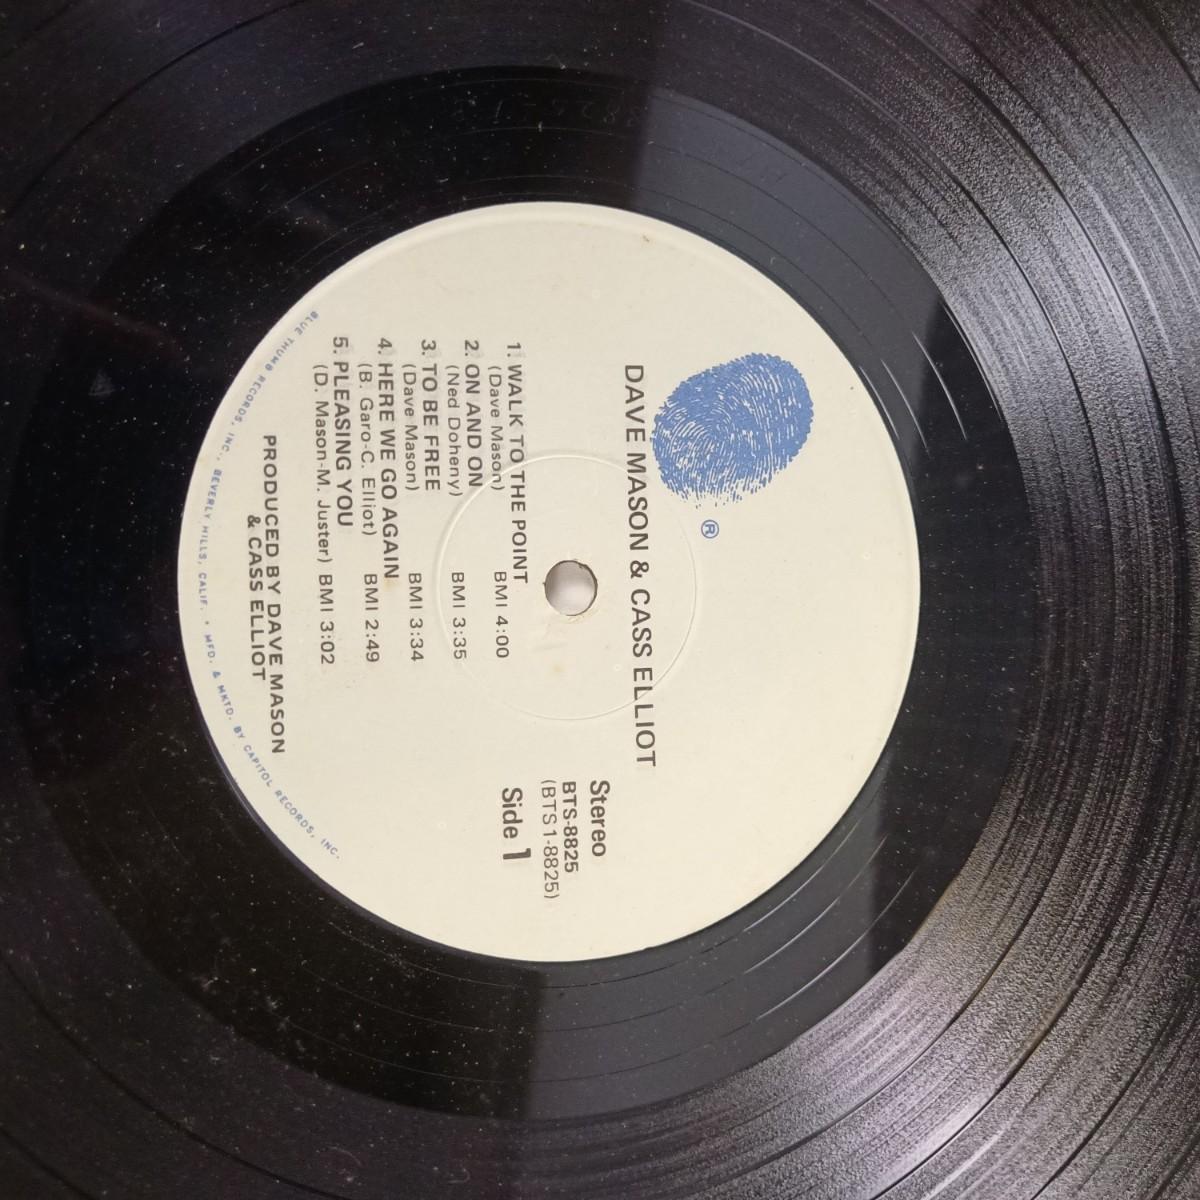 ®
DAVE MASON & CASS ELLIOT
Stereo
BTS-8825
(BTS1-8825)
Side 1
1. WALK TO THE POINT
(Dave Mason) BMI 4:00
2. ON AND ON
(Ned Doheny) BMI 3:35
3. TO BE FREE
(Dave Mason) BMI 3:34
4. HERE WE GO AGAIN
(B. Garo-C. Elliot) BMI 2:49
5. PLEASING YOU
(D. Mason-M. Juster) BMI 3:02
PRODUCED BY DAVE MASON
& CASS ELLIOT
BLUE THUMB RECORDS, INC., BEVERLY HILLS, CALIF. • MFD. & MKTD. BY CAPITOL RECORDS, INC.